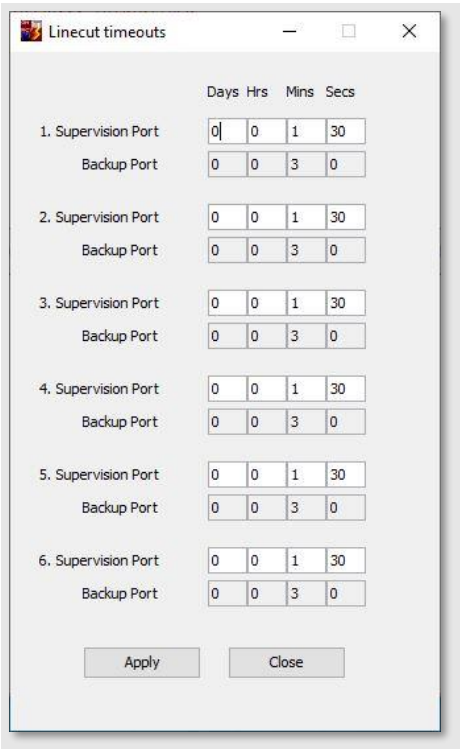 Linecut timeouts
Days Hrs Mins Secs
1. Supervision Port 0 0 1 30
Backup Port 0 0 3 0
2. Supervision Port 0 0 1 30
Backup Port 0 0 3 0
3. Supervision Port 0 0 1 30
Backup Port 0 0 3 0
4. Supervision Port 0 0 1 30
Backup Port 0 0 3 0
5. Supervision Port 0 0 1 30
Backup Port 0 0 3 0
6. Supervision Port 0 0 1 30
Backup Port 0 0 3 0
Apply Close